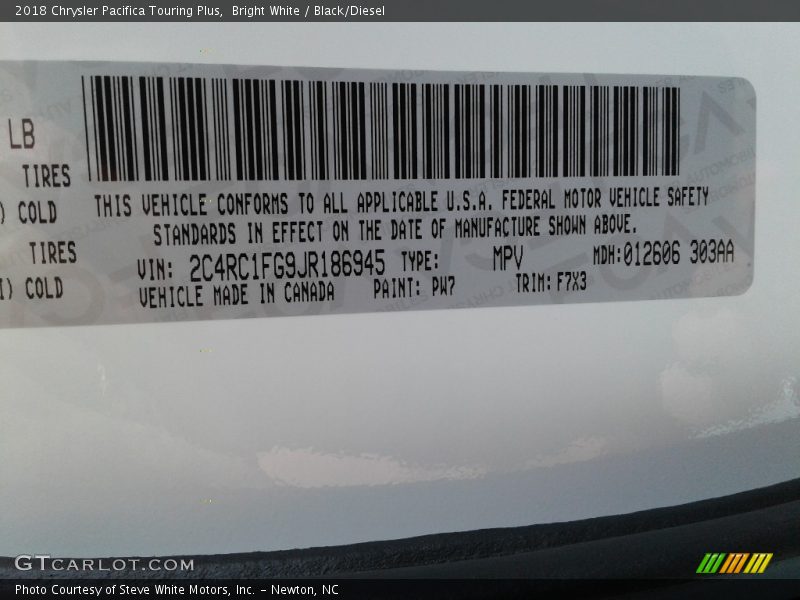 2018 Chrysler Pacifica Touring Plus, Bright White / Black/Diesel
LB
TIRES
) COLD
TIRES
I) COLD
THIS VEHICLE CONFORMS TO ALL APPLICABLE U.S.A. FEDERAL MOTOR VEHICLE SAFETY
STANDARDS IN EFFECT ON THE DATE OF MANUFACTURE SHOWN ABOVE.
VIN: 2C4RC1FG9JR186945 TYPE: MPV MDH:012606 303AA
VEHICLE MADE IN CANADA PAINT: PW7 TRIM: F7X3
GTCARLOT.COM
Photo Courtesy of Steve White Motors, Inc. – Newton, NC